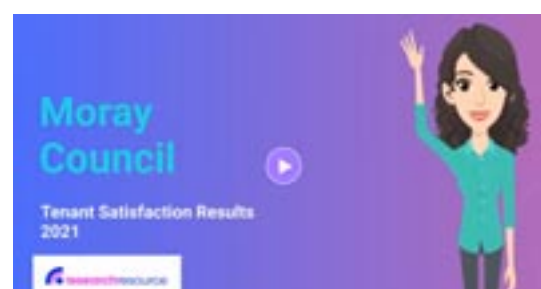 Moray
Council
Tenant Satisfaction Results
2021
researchresource